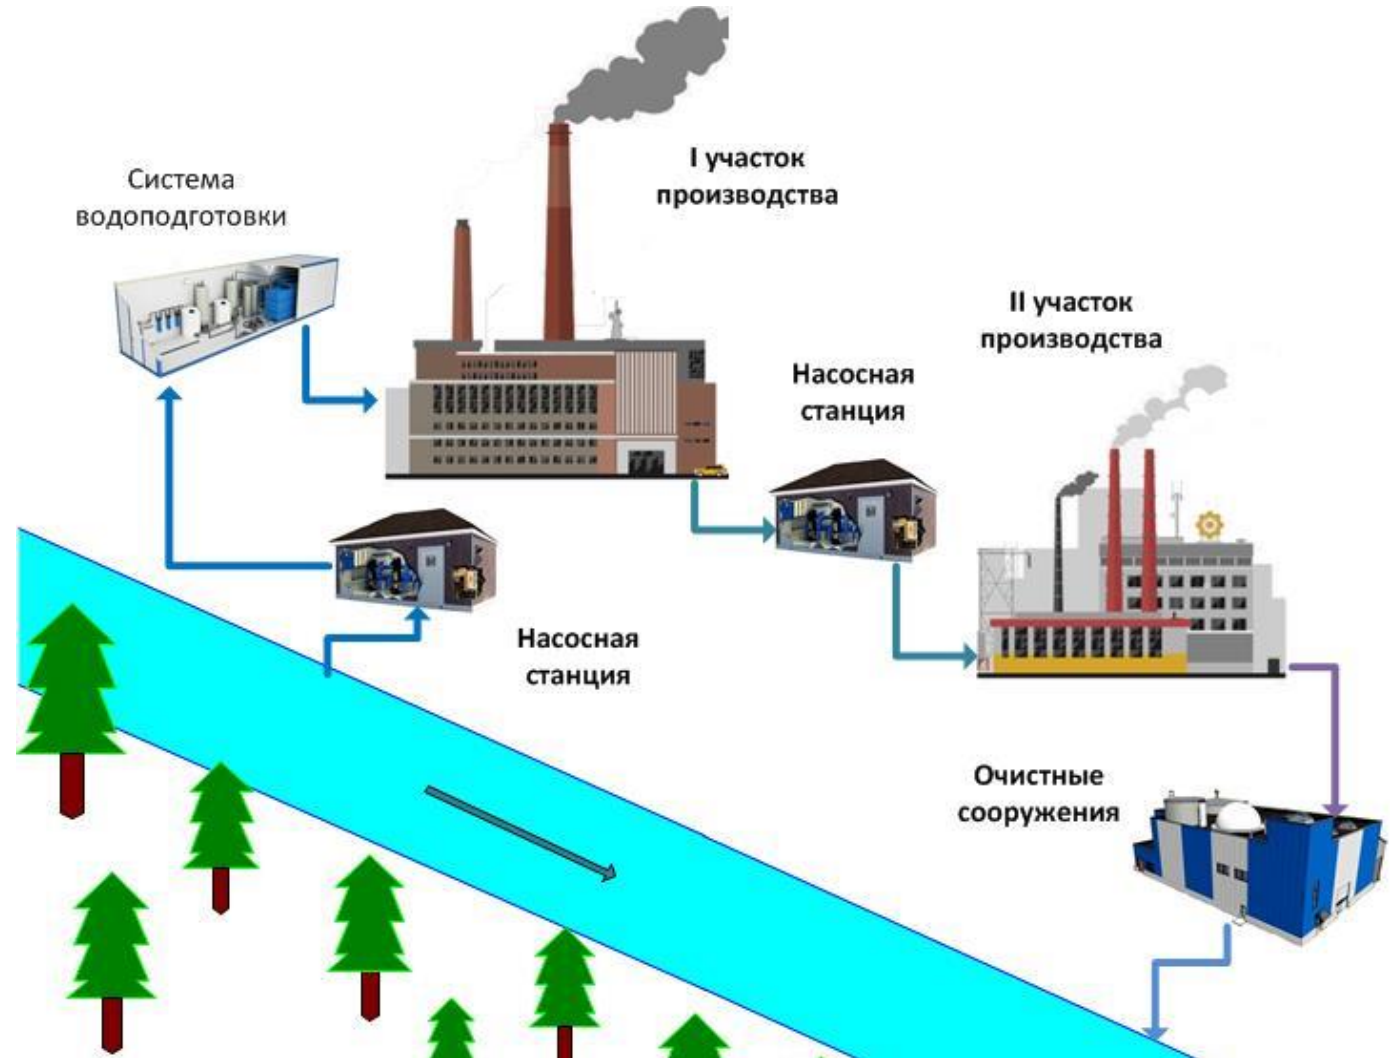 Система
водоподготовки
I участок
производства
II участок
производства
Насосная
станция
Насосная
станция
Очистные
сооружения